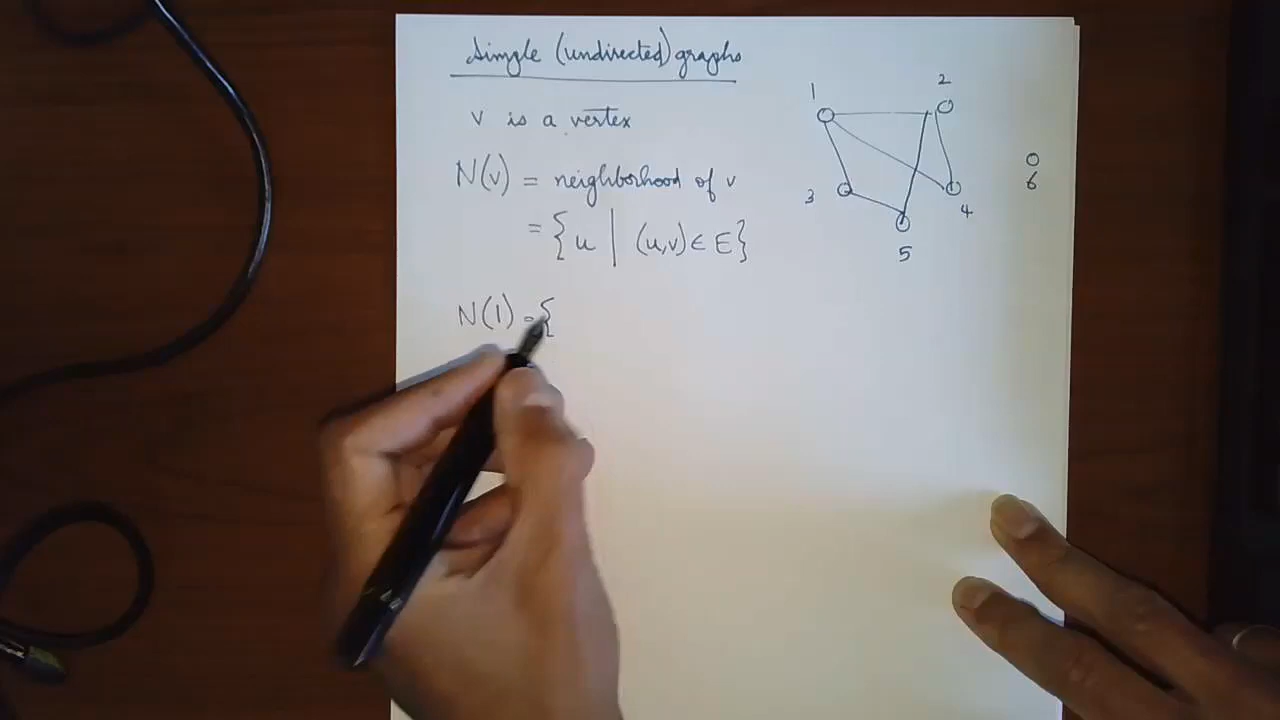 Simple (undirected) graphs
v is a vertex
N(v) = neighborhood of v
= {u | (u,v) ∈ E}
N(1) = {
1
2
3
4
5
6